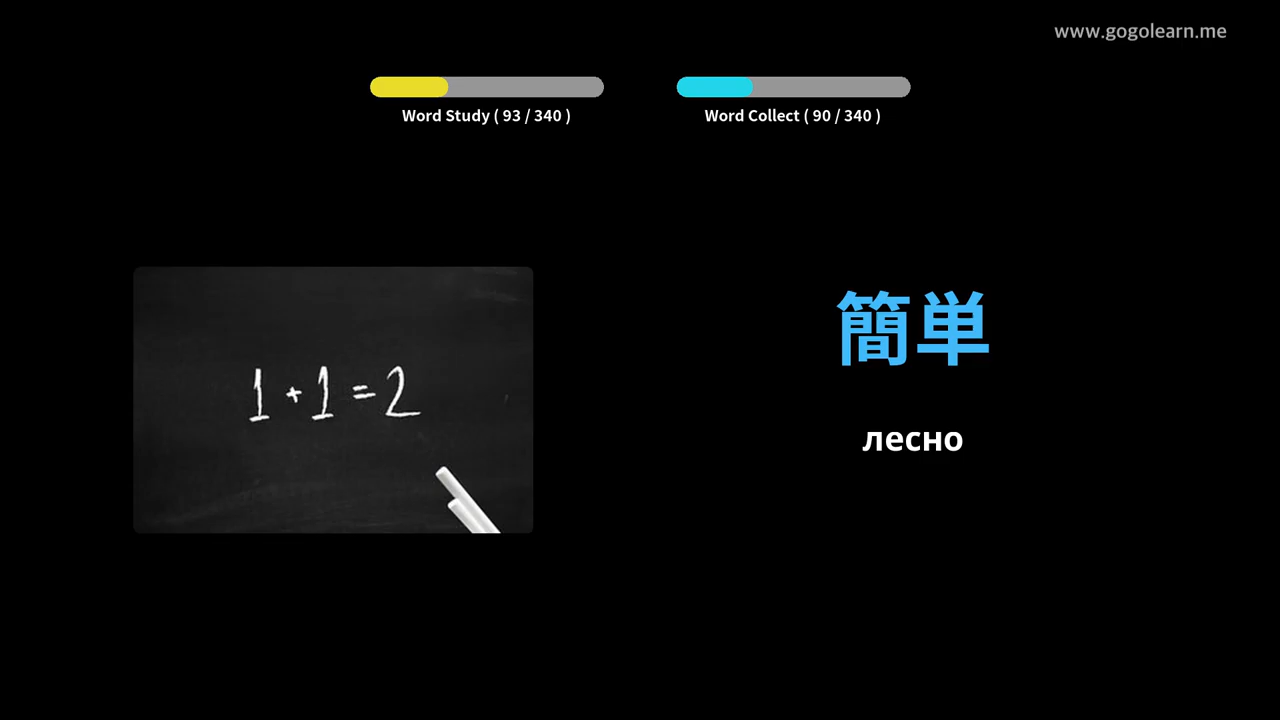 www.gogolearn.me
Word Study ( 93 / 340 )
Word Collect ( 90 / 340 )
1 + 1 = 2
簡単
лесно